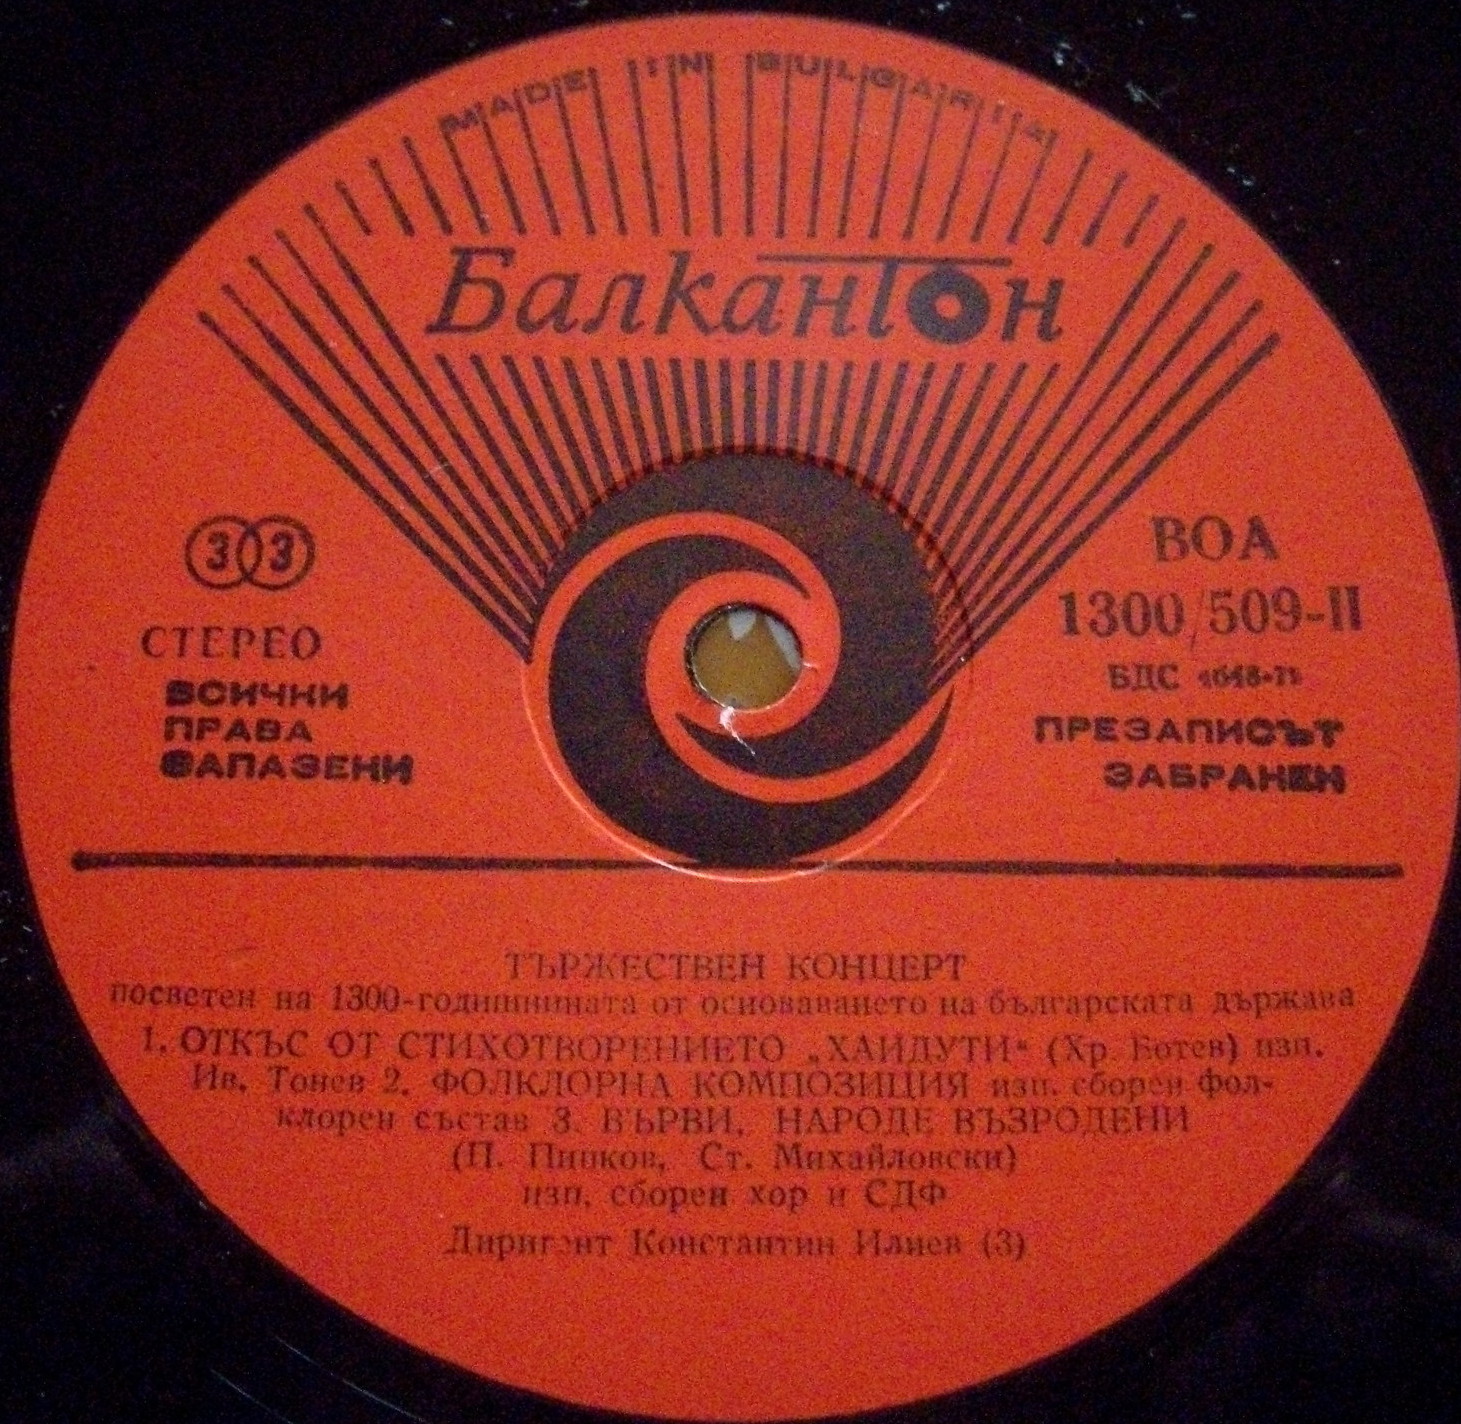 MADE IN BULGARIA
Балкантон
33
СТЕРЕО
ВСИЧКИ
ПРАВА
ЗАПАЗЕНИ
ВОА
1300/509-II
БДС
ПРЕЗАПИСЪТ
ЗАБРАНЕН
ТЪРЖЕСТВЕН КОНЦЕРТ
посветен на 1300-годишнината от основаването на българската държава
1. ОТКЪС ОТ СТИХОТВОРЕНИЕТО „ХАЙДУТИ“ (Хр. Ботев) изп.
Ив. Тонев 2. ФОЛКЛОРНА КОМПОЗИЦИЯ изп. сборен фол-
клорен състав 3. ВЪРВИ, НАРОДЕ ВЪЗРОДЕНИ
(П. Пипков, Ст. Михайловски)
изп. сборен хор и СДФ
Диригент Константин Илиев (3)